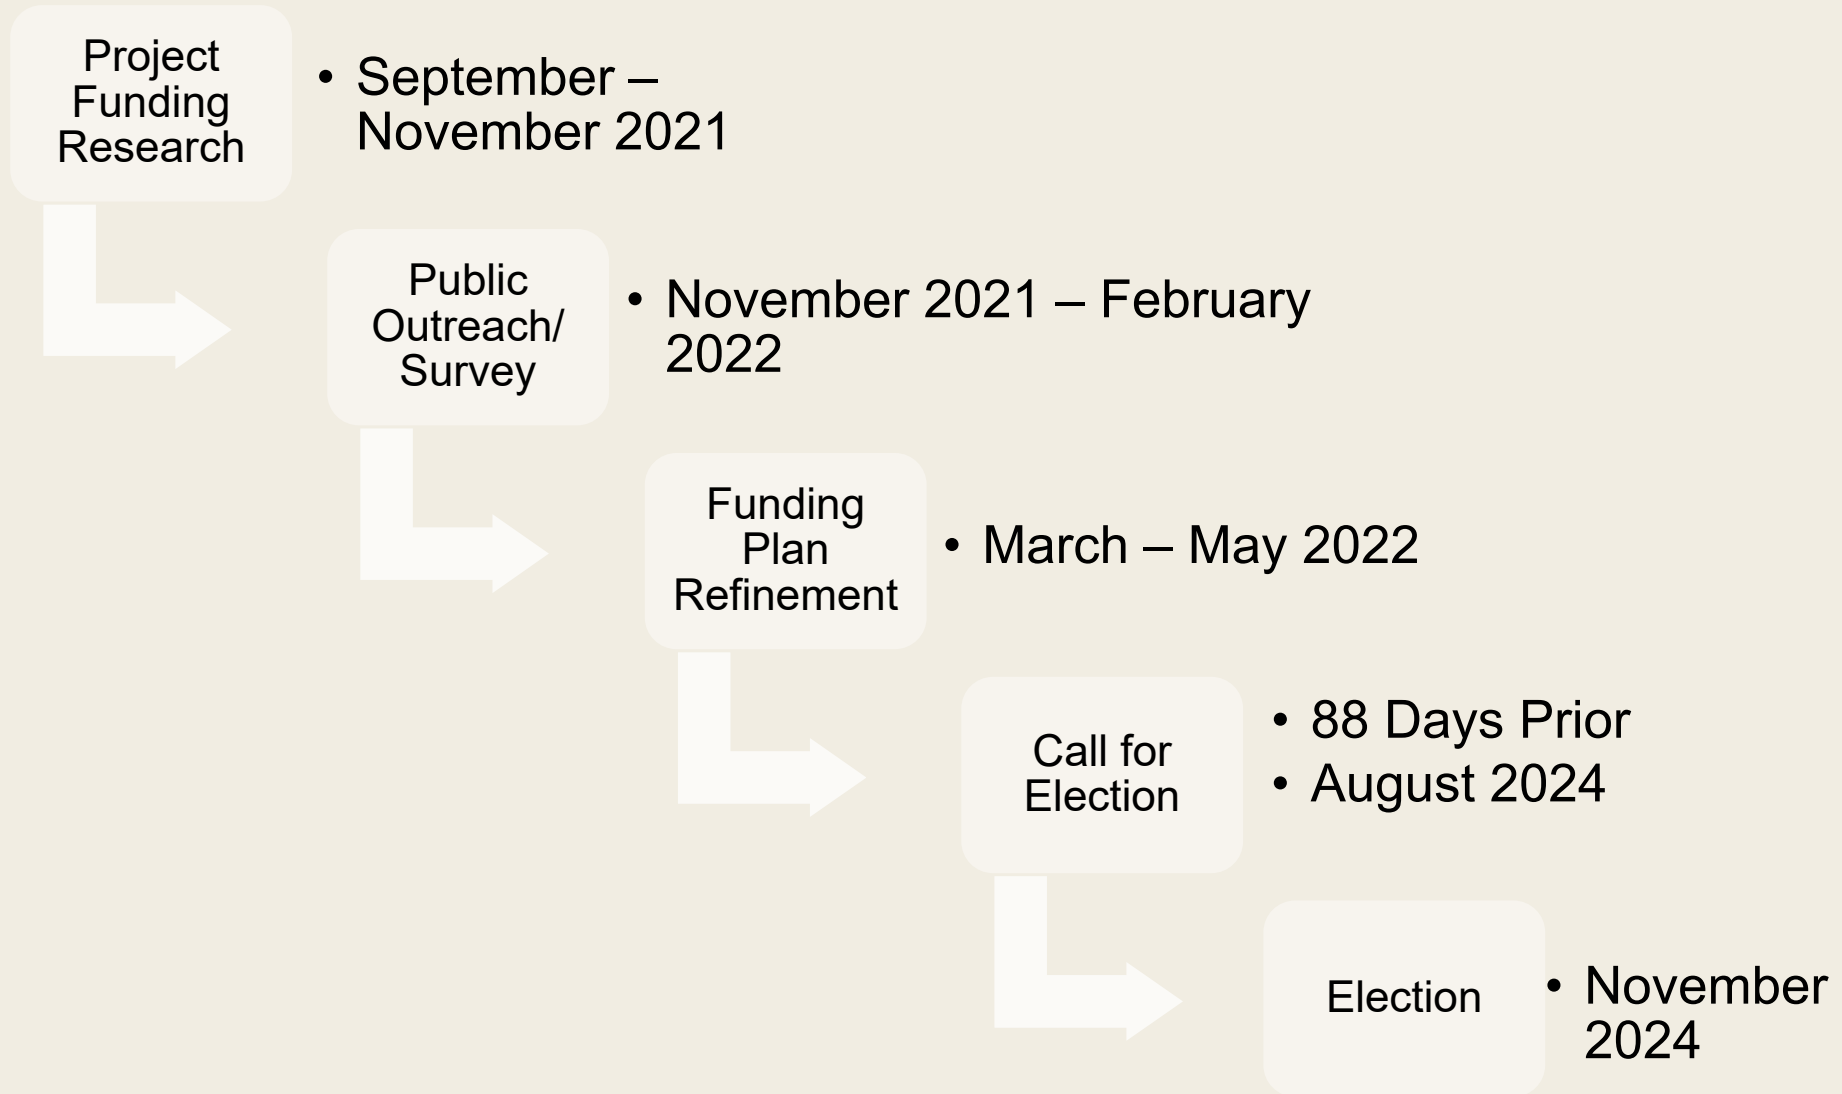 Project
Funding
Research
• September –
November 2021
Public
Outreach/
Survey
• November 2021 – February
2022
Funding
Plan
Refinement
• March – May 2022
Call for
Election
• 88 Days Prior
• August 2024
Election
• November
2024